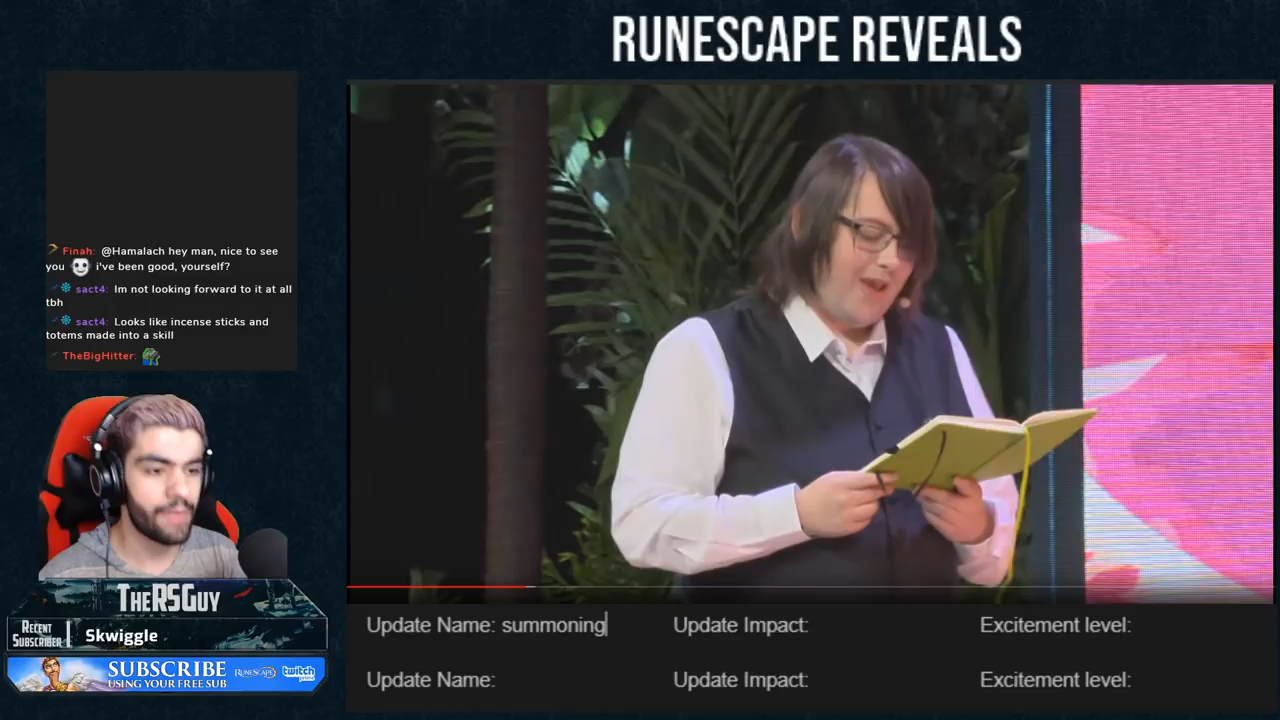 RUNESCAPE REVEALS
Finah: @Hamalach hey man, nice to see
you i've been good, yourself?
sact4: Im not looking forward to it at all
tbh
sact4: Looks like incense sticks and
totems made into a skill
TheBigHitter:
THERSGUY
RECENT
SUBSCRIBER
Skwiggle
SUBSCRIBE
USING YOUR FREE SUB
RUNESCAPE
twitch
prime
Update Name: summoning
Update Impact:
Excitement level:
Update Name:
Update Impact:
Excitement level: